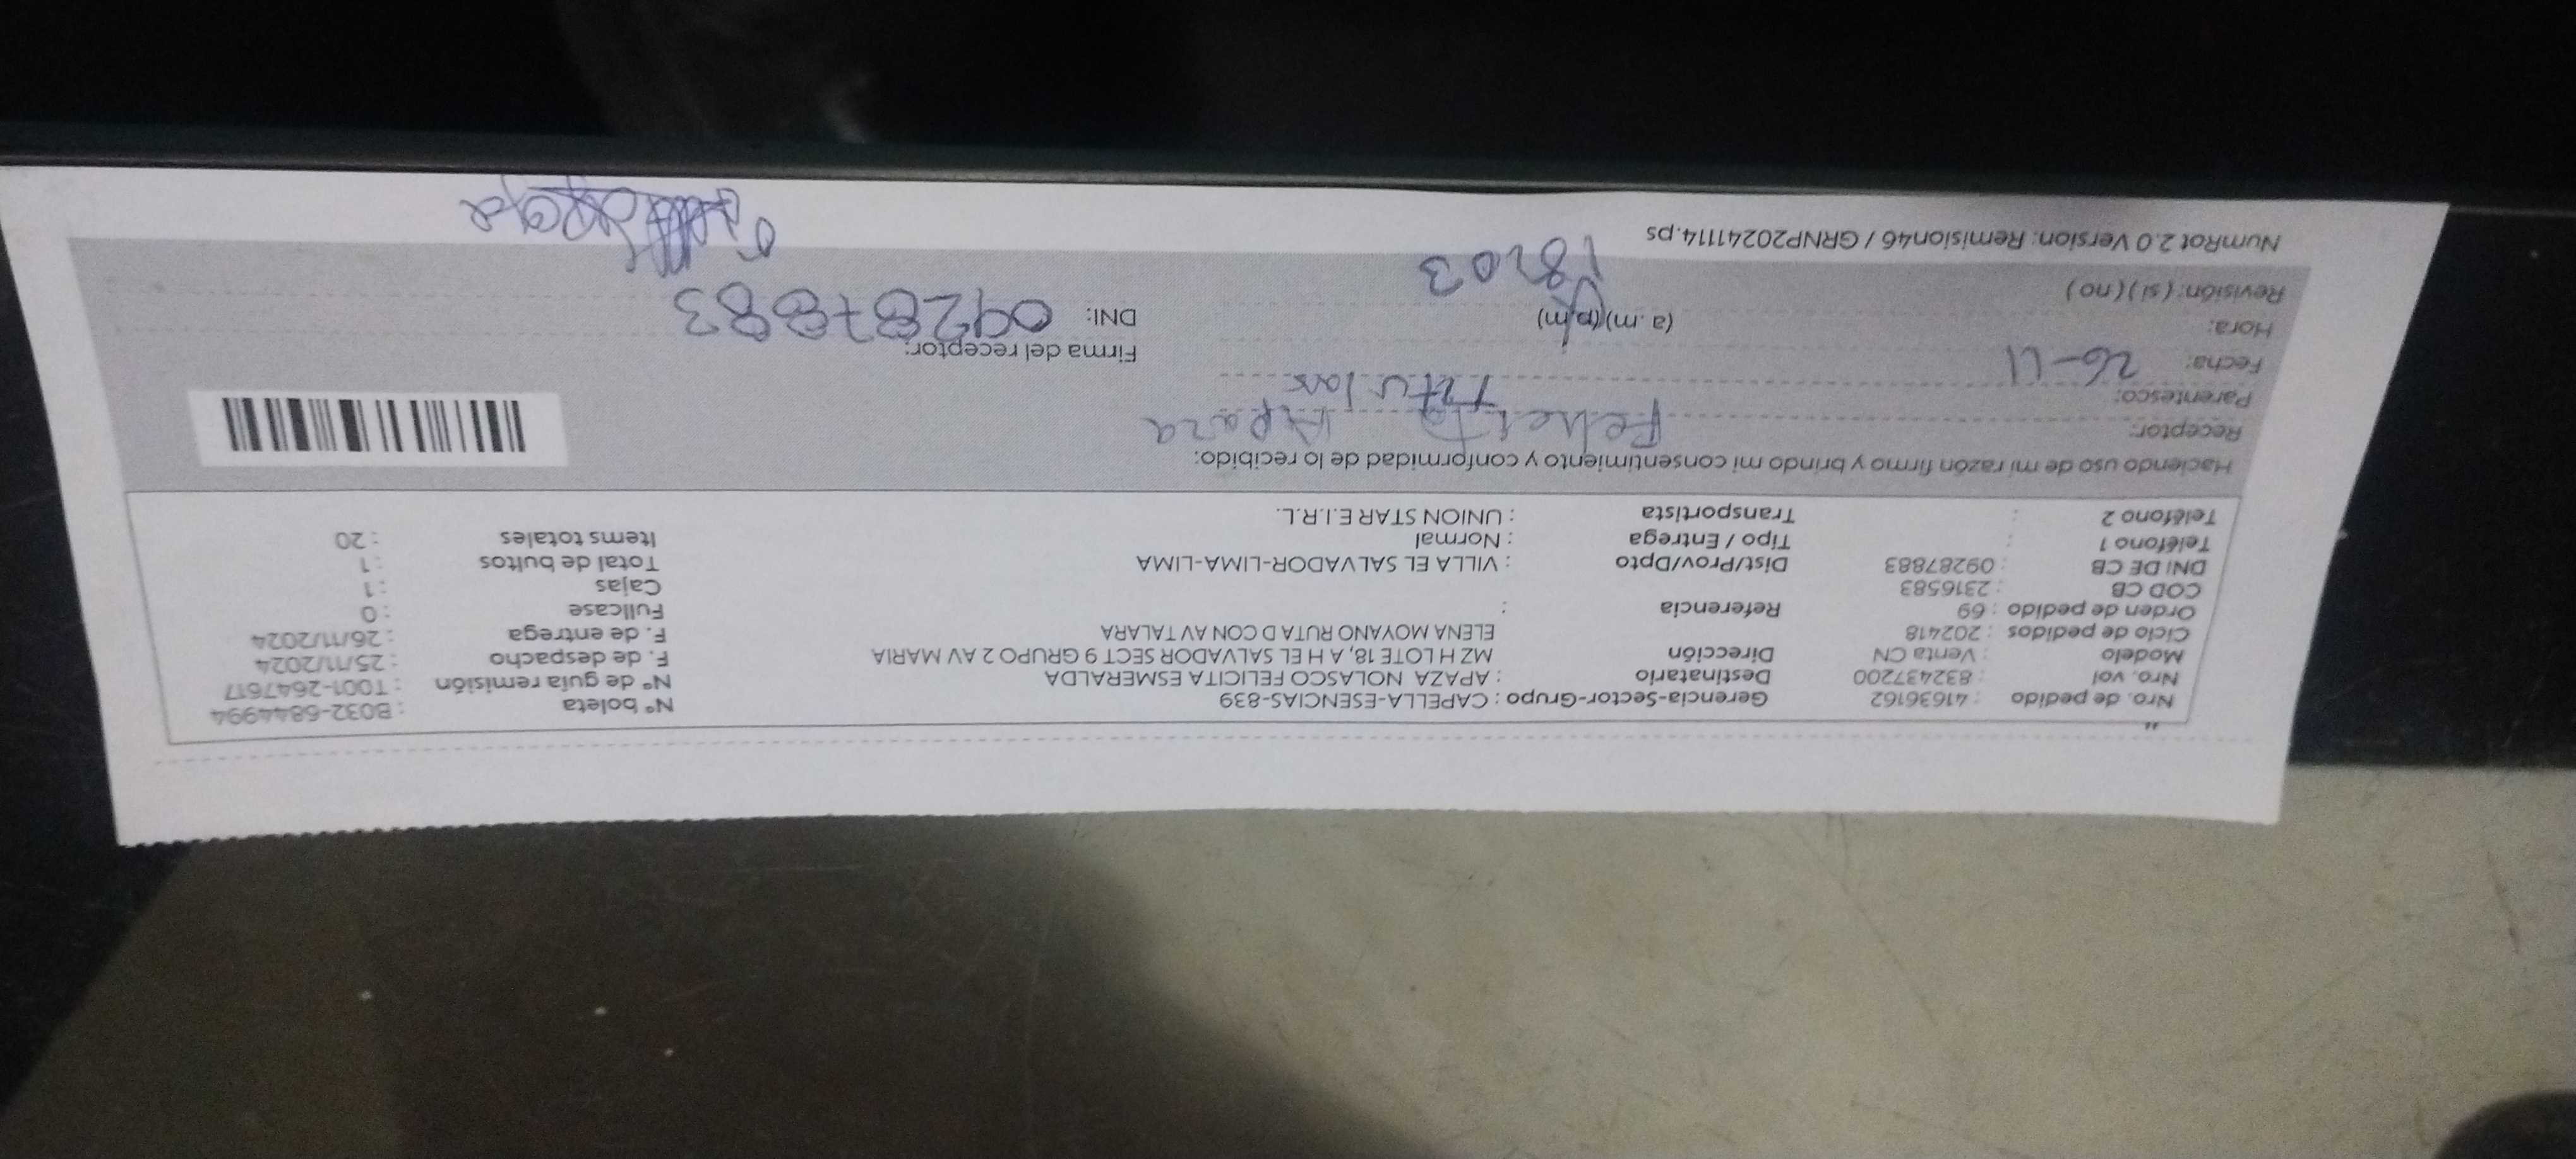 Nro. de pedido : 41636162 Gerencia-Sector-Grupo : CAPELLA-ESENCIAS-839 N° boleta : B032-6844994
Nro. vol : 832437200 Destinatario : APAZA NOLASCO FELICITA ESMERALDA N° de guía remisión : T001-2647617
Modelo : Venta CN Dirección MZ H LOTE 18, A H EL SALVADOR SECT 9 GRUPO 2 AV MARIA F. de despacho : 25/11/2024
Ciclo de pedidos : 202418 ELENA MOYANO RUTA D CON AV TALARA F. de entrega : 26/11/2024
Orden de pedido : 69 Referencia : Fullcase : 0
COD CB : 2316583 Cajas : 1
DNI DE CB : 09287883 Dist/Prov/Dpto : VILLA EL SALVADOR-LIMA-LIMA Total de bultos : 1
Teléfono 1 : Tipo / Entrega : Normal Items totales : 20
Teléfono 2 : Transportista : UNION STAR E.I.R.L.
Haciendo uso de mi razón firmo y brindo mi consentimiento y conformidad de lo recibido:
Receptor: Felicita Apaza
Parentesco: Titular
Fecha: 26-11 Firma del receptor:
Hora: (a.m) (p.m) DNI: 09287883
Revisión: (si) (no) 18:03
NumRot 2.0 Version: Remision46 / GRNP20241114.ps